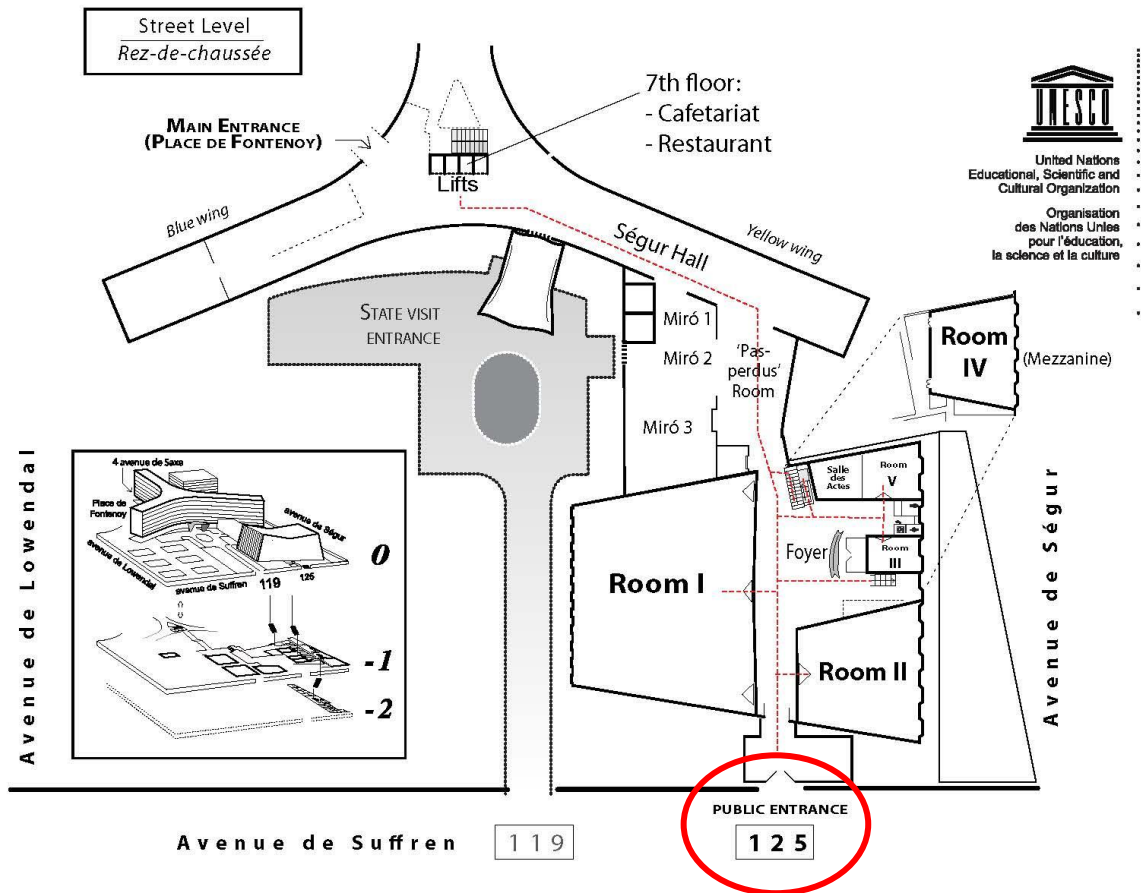 Street Level
Rez-de-chaussée
MAIN ENTRANCE
(PLACE DE FONTENOY)
7th floor:
- Cafetariat
- Restaurant
Lifts
UNESCO
United Nations
Educational, Scientific and
Cultural Organization
Organisation
des Nations Unies
pour l'éducation,
la science et la culture
Blue wing
Ségur Hall
Yellow wing
STATE VISIT
ENTRANCE
Miró 1
Miró 2
Miró 3
'Pas-
perdus'
Room
Room
IV
(Mezzanine)
Salle
des
Actes
Room
V
Foyer
Room
III
Room I
Room II
Avenue de Lowendal
Avenue de Ségur
4 avenue de Saxe
Place de
Fontenoy
avenue de Ségur
avenue de Lowendal
avenue de Suffren
119
125
0
-1
-2
PUBLIC ENTRANCE
Avenue de Suffren
119
125